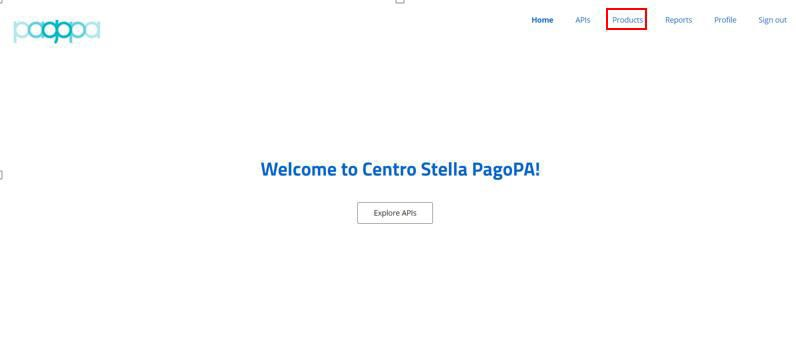 pagopa
Home APIs Products Reports Profile Sign out
Welcome to Centro Stella PagoPA!
Explore APIs